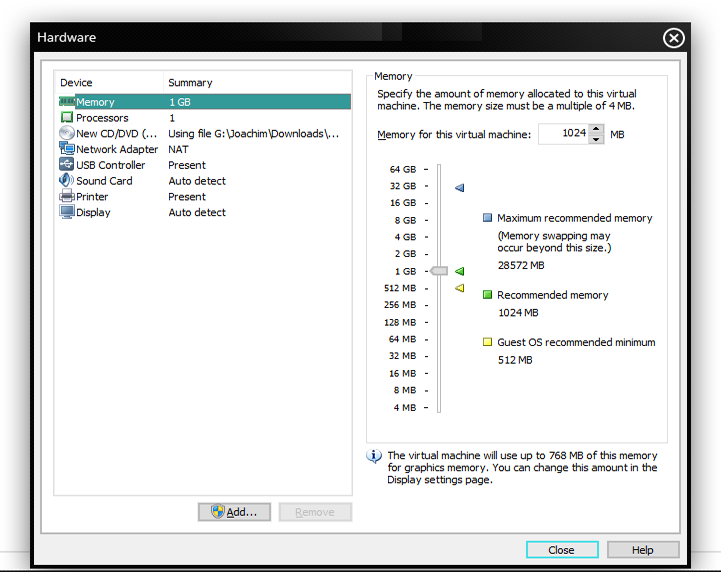 Hardware
Device Summary
Memory 1 GB
Processors 1
New CD/DVD (... Using file G:\Joachim\Downloads\...
Network Adapter NAT
USB Controller Present
Sound Card Auto detect
Printer Present
Display Auto detect
Add...
Remove
Memory
Specify the amount of memory allocated to this virtual
machine. The memory size must be a multiple of 4 MB.
Memory for this virtual machine: 1024 MB
64 GB
32 GB
16 GB
8 GB
4 GB
2 GB
1 GB
512 MB
256 MB
128 MB
64 MB
32 MB
16 MB
8 MB
4 MB
Maximum recommended memory
(Memory swapping may
occur beyond this size.)
28572 MB
Recommended memory
1024 MB
Guest OS recommended minimum
512 MB
The virtual machine will use up to 768 MB of this memory
for graphics memory. You can change this amount in the
Display settings page.
Close
Help